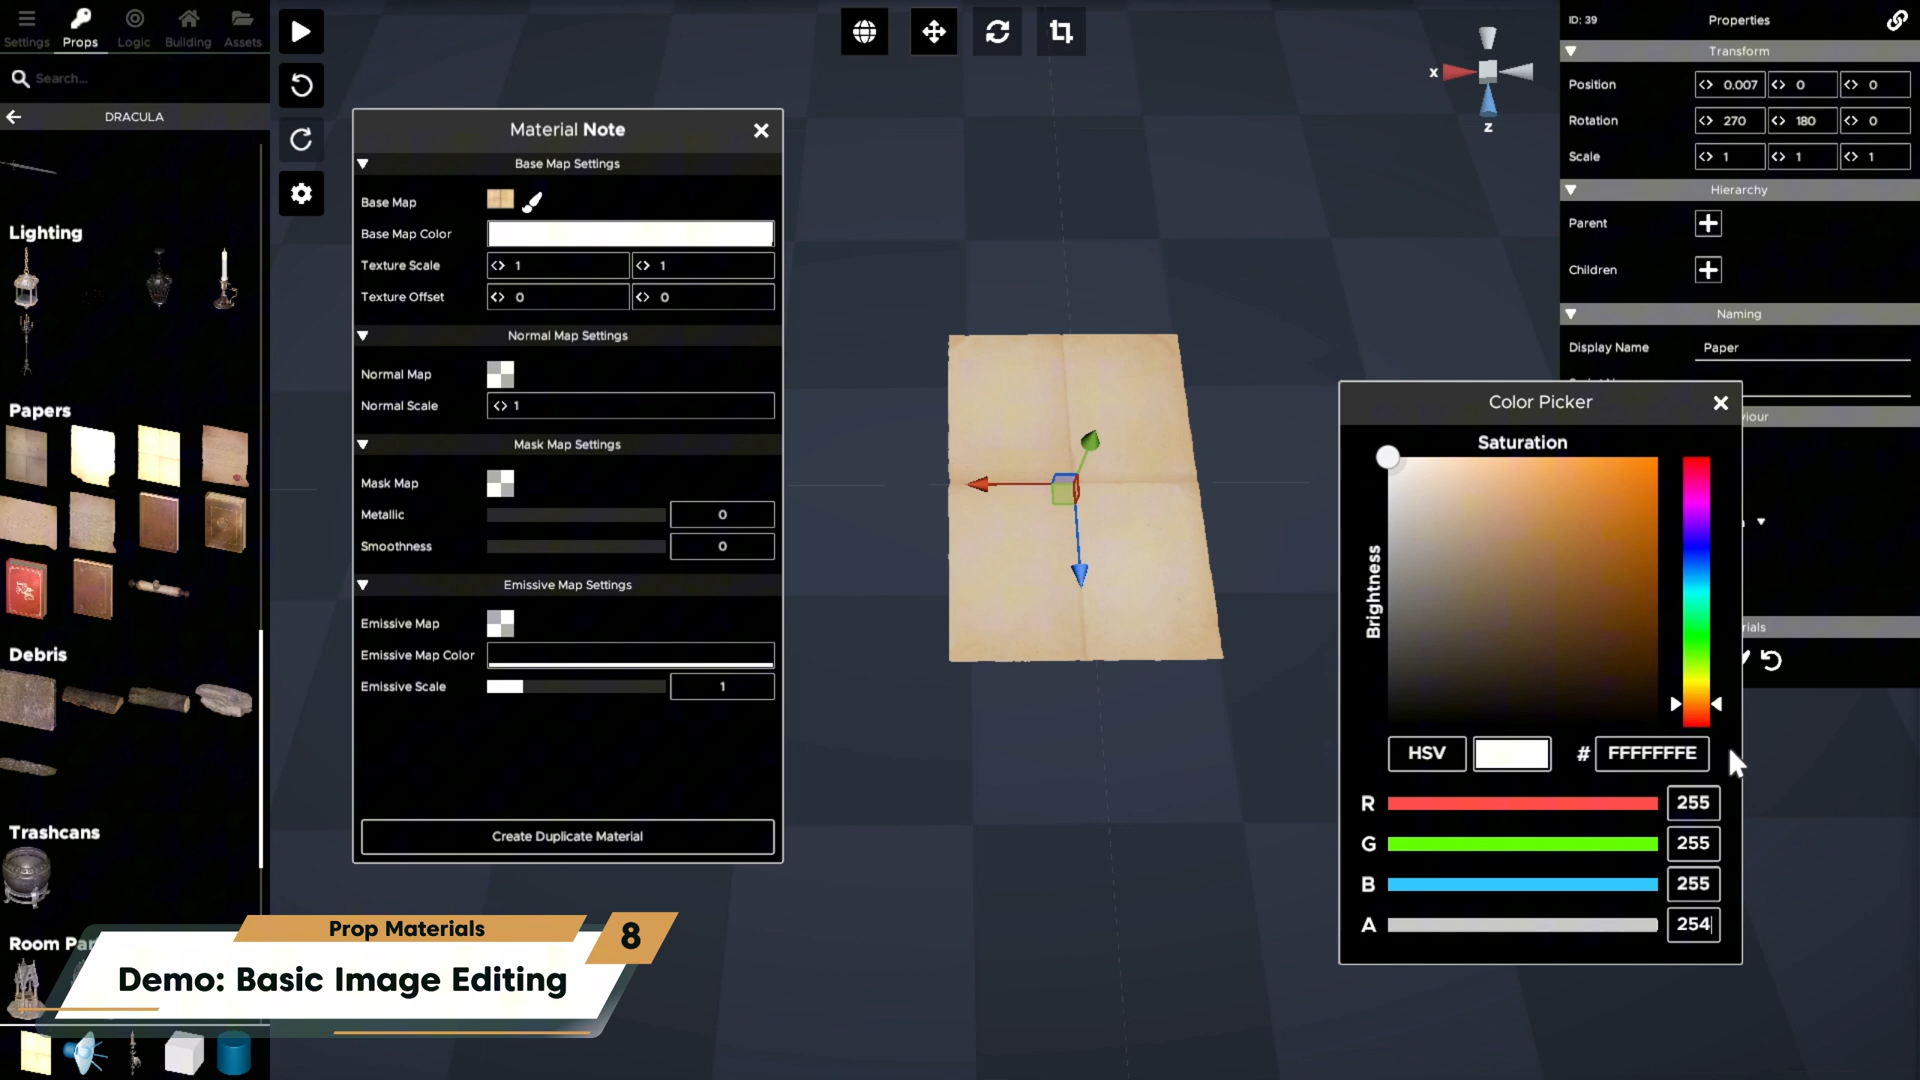 Settings
Props
Logic
Building
Assets
Search...
DRACULA
Lighting
Papers
Debris
Trashcans
Room Par
Material Note
Base Map Settings
Base Map
Base Map Color
Texture Scale
1
1
Texture Offset
0
0
Normal Map Settings
Normal Map
Normal Scale
1
Mask Map Settings
Mask Map
Metallic
0
Smoothness
0
Emissive Map Settings
Emissive Map
Emissive Map Color
Emissive Scale
1
Create Duplicate Material
X
Z
ID: 39
Properties
Transform
Position
0.007
0
0
Rotation
270
180
0
Scale
1
1
1
Hierarchy
Parent
Children
Naming
Display Name
Paper
viour
rials
Color Picker
Saturation
Brightness
HSV
# FFFFFFFE
R
255
G
255
B
255
A
254
Prop Materials
8
Demo: Basic Image Editing